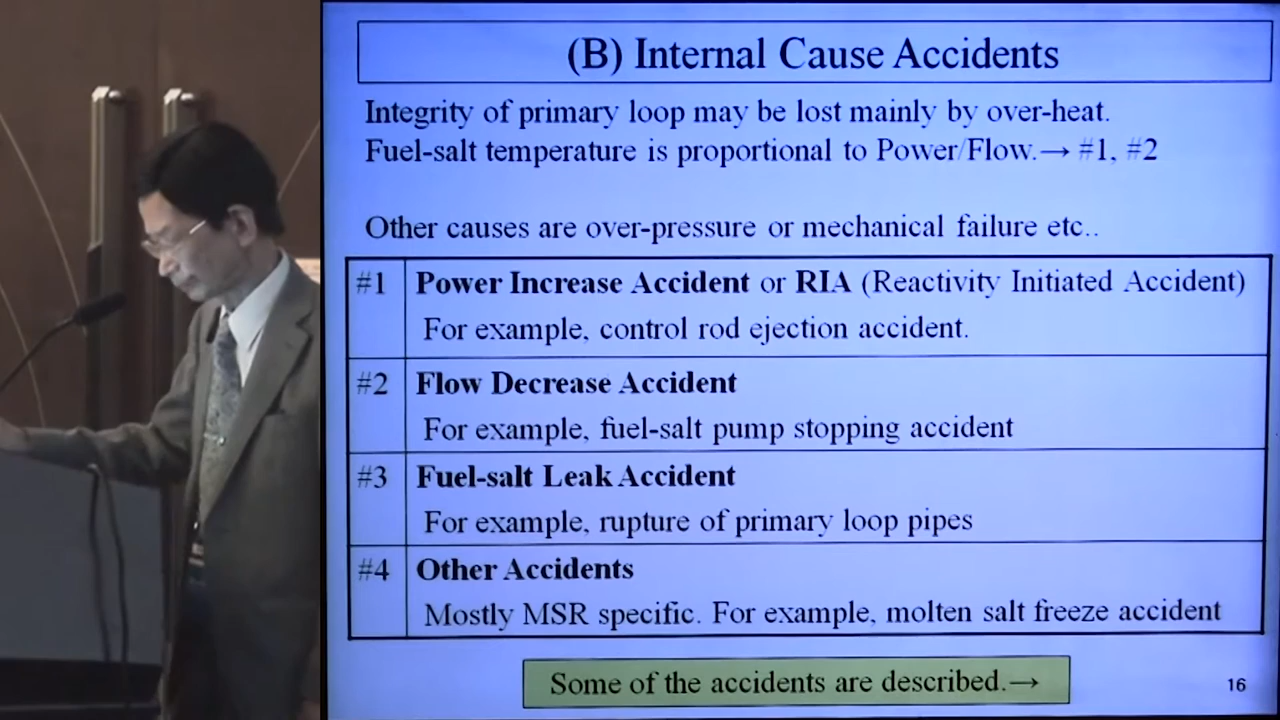 (B) Internal Cause Accidents
Integrity of primary loop may be lost mainly by over-heat.
Fuel-salt temperature is proportional to Power/Flow.→ #1, #2
Other causes are over-pressure or mechanical failure etc..
#1 Power Increase Accident or RIA (Reactivity Initiated Accident)
For example, control rod ejection accident.
#2 Flow Decrease Accident
For example, fuel-salt pump stopping accident
#3 Fuel-salt Leak Accident
For example, rupture of primary loop pipes
#4 Other Accidents
Mostly MSR specific. For example, molten salt freeze accident
Some of the accidents are described.→
16